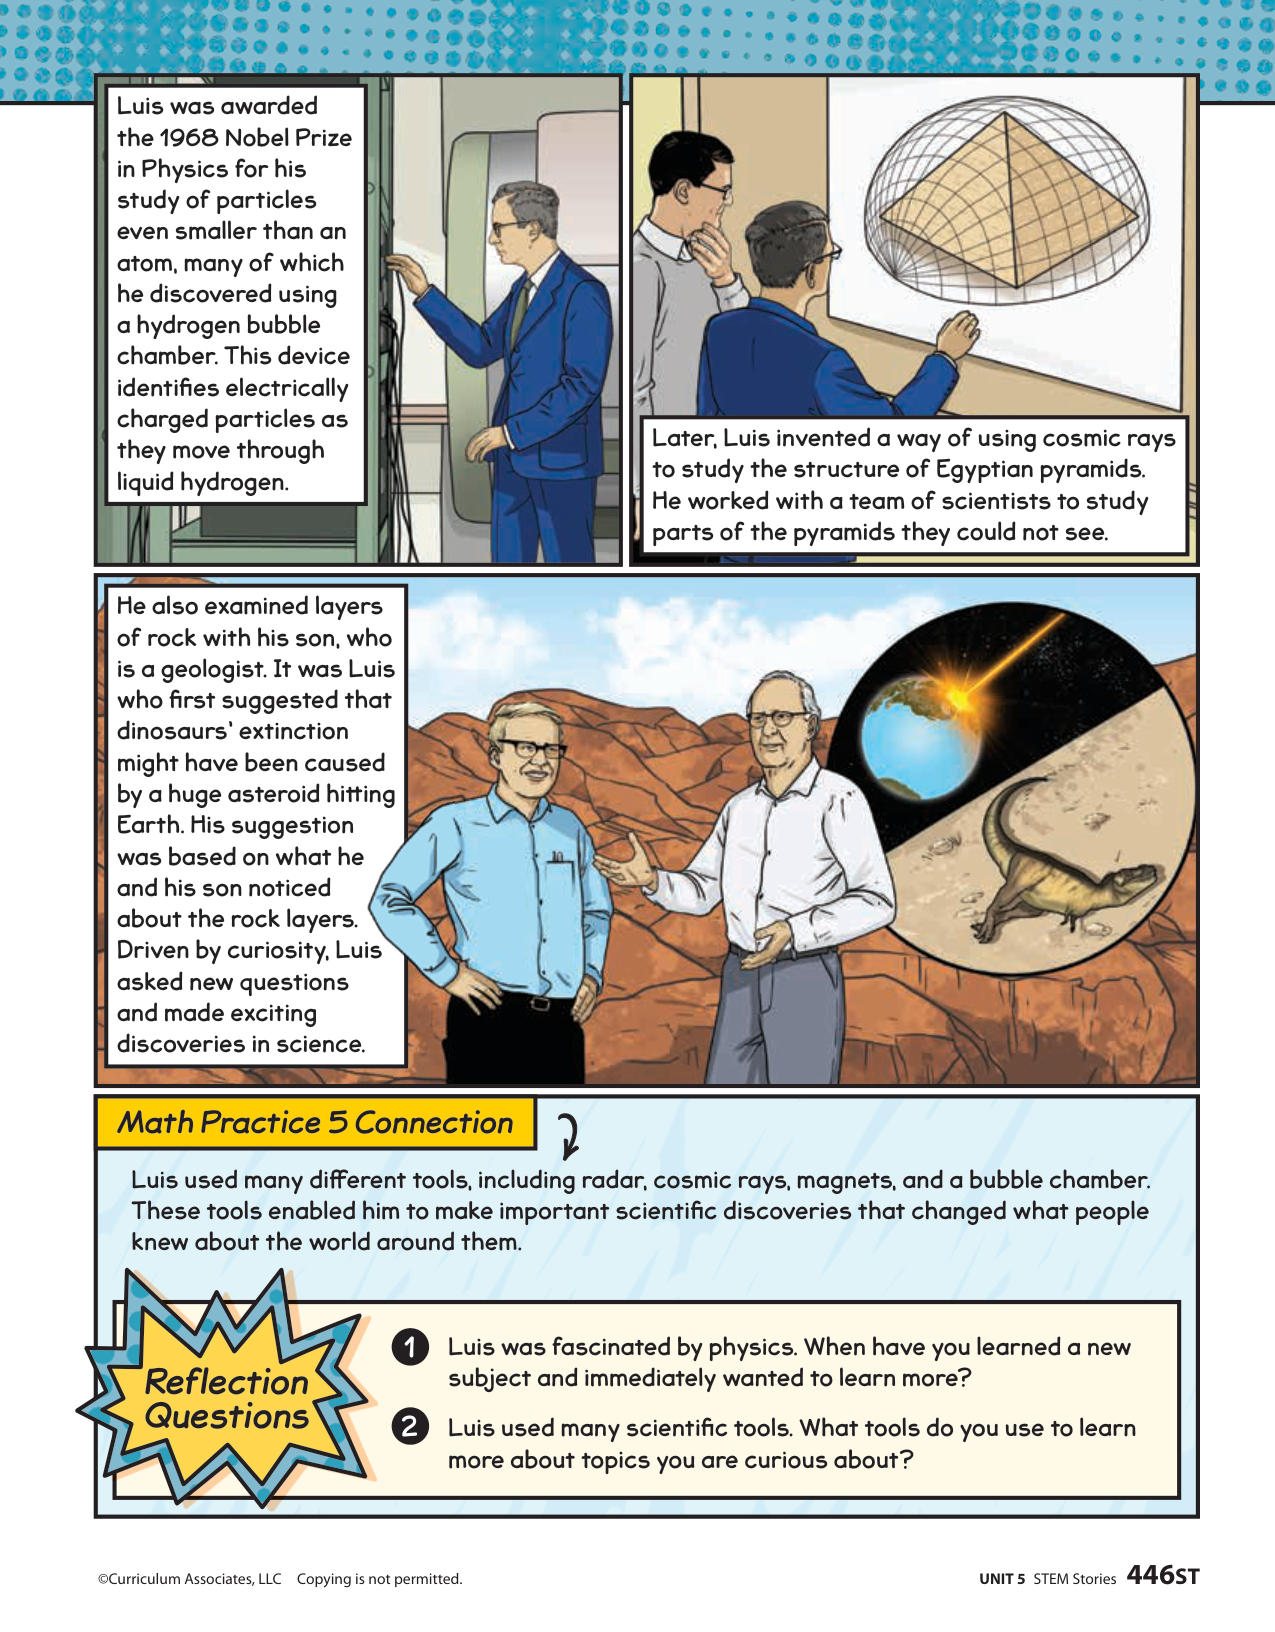 Luis was awarded
the 1968 Nobel Prize
in Physics for his
study of particles
even smaller than an
atom, many of which
he discovered using
a hydrogen bubble
chamber. This device
identifies electrically
charged particles as
they move through
liquid hydrogen.
Later, Luis invented a way of using cosmic rays
to study the structure of Egyptian pyramids.
He worked with a team of scientists to study
parts of the pyramids they could not see.
He also examined layers
of rock with his son, who
is a geologist. It was Luis
who first suggested that
dinosaurs' extinction
might have been caused
by a huge asteroid hitting
Earth. His suggestion
was based on what he
and his son noticed
about the rock layers.
Driven by curiosity, Luis
asked new questions
and made exciting
discoveries in science.
Math Practice 5 Connection
Luis used many different tools, including radar, cosmic rays, magnets, and a bubble chamber.
These tools enabled him to make important scientific discoveries that changed what people
knew about the world around them.
Reflection
Questions
1 Luis was fascinated by physics. When have you learned a new
subject and immediately wanted to learn more?
2 Luis used many scientific tools. What tools do you use to learn
more about topics you are curious about?
©Curriculum Associates, LLC Copying is not permitted.
UNIT 5 STEM Stories 446ST